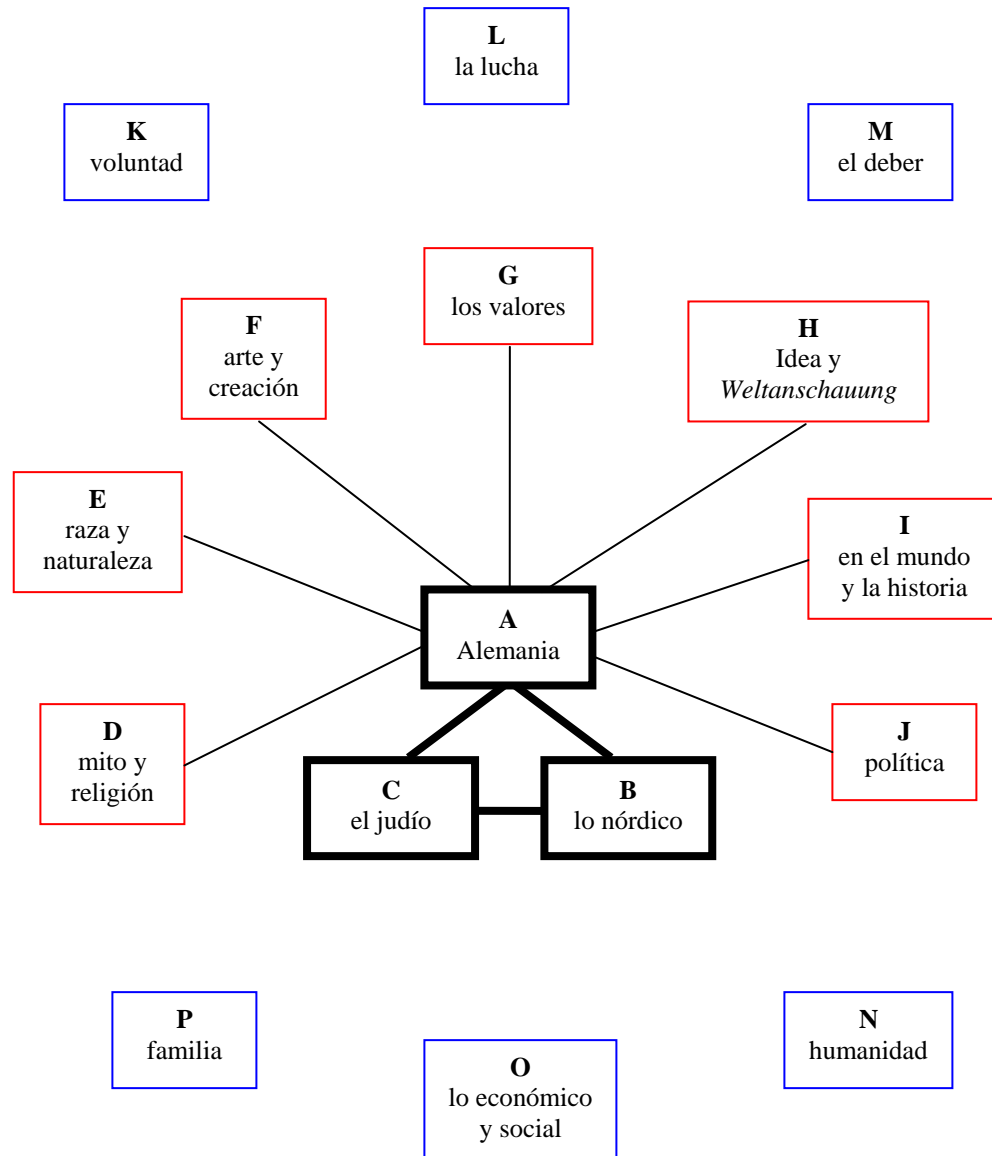 L
la lucha
K
voluntad
M
el deber
G
los valores
F
arte y
creación
H
Idea y
Weltanschauung
E
raza y
naturaleza
I
en el mundo
y la historia
A
Alemania
D
mito y
religión
J
política
C
el judío
B
lo nórdico
P
familia
N
humanidad
O
lo económico
y social